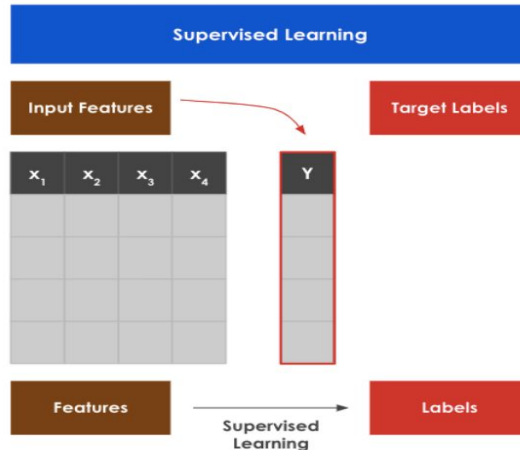 Supervised Learning
Input Features
Target Labels
x₁ x₂ x₃ x₄ Y
Features
Labels
Supervised
Learning